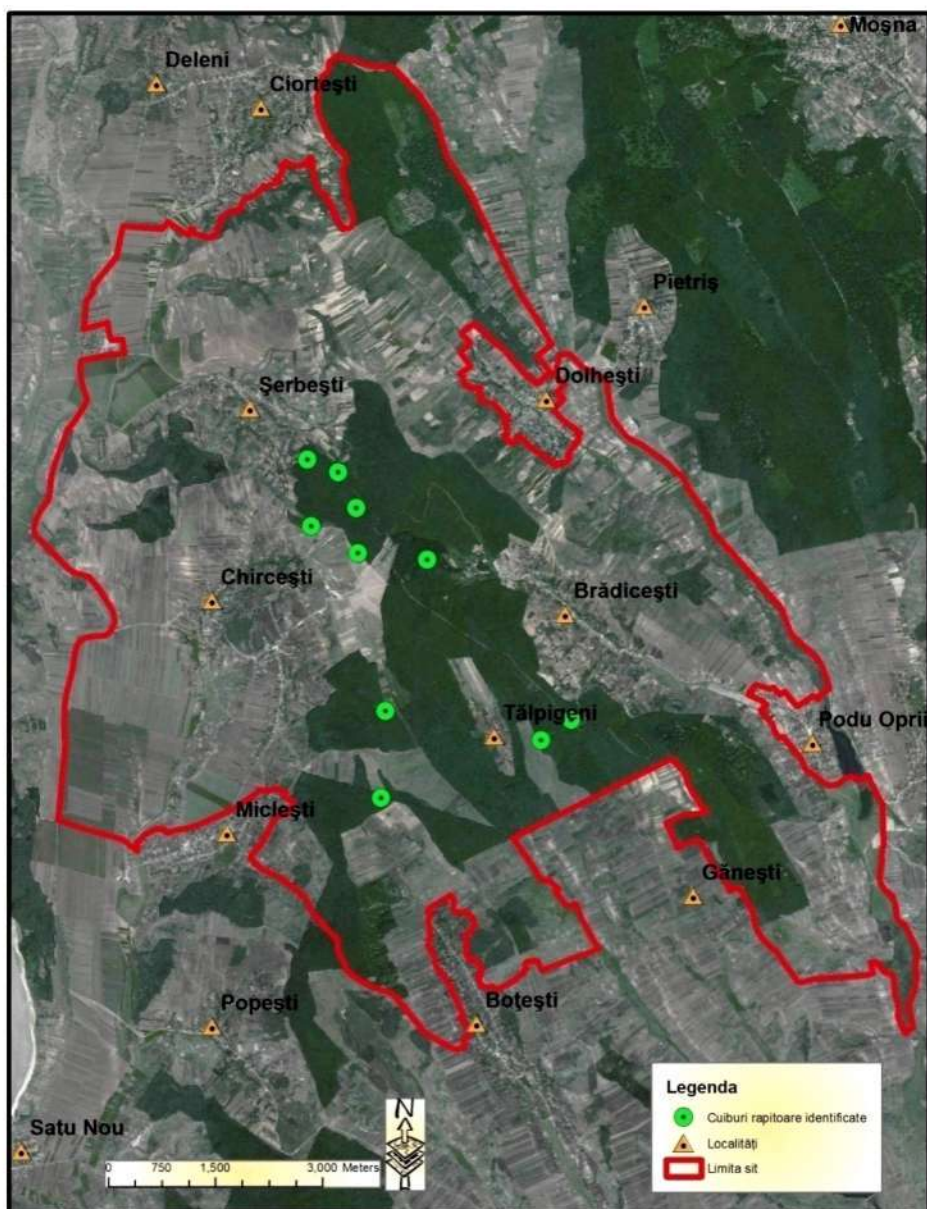 Moşna
Deleni
Ciorteşti
Pietriş
Dolheşti
Şerbeşti
Chirceşti
Brădiceşti
Tălpigeni
Podu Oprii
Micleşti
Găneşti
Popeşti
Boţeşti
Satu Nou
N
0 750 1,500 3,000 Meters
Legenda
Cuiburi rapitoare identificate
Localităţi
Limita sit